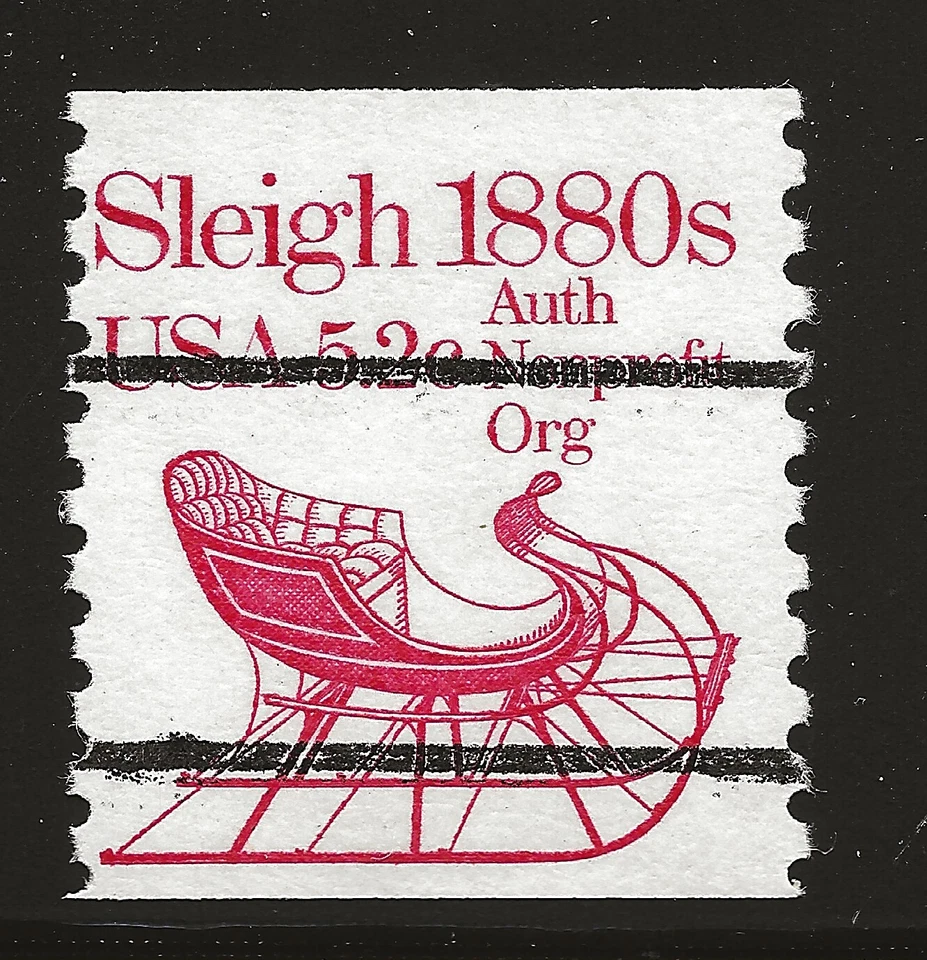 Sleigh 1880s
Auth
USA 5.2c Nonprofit
Org